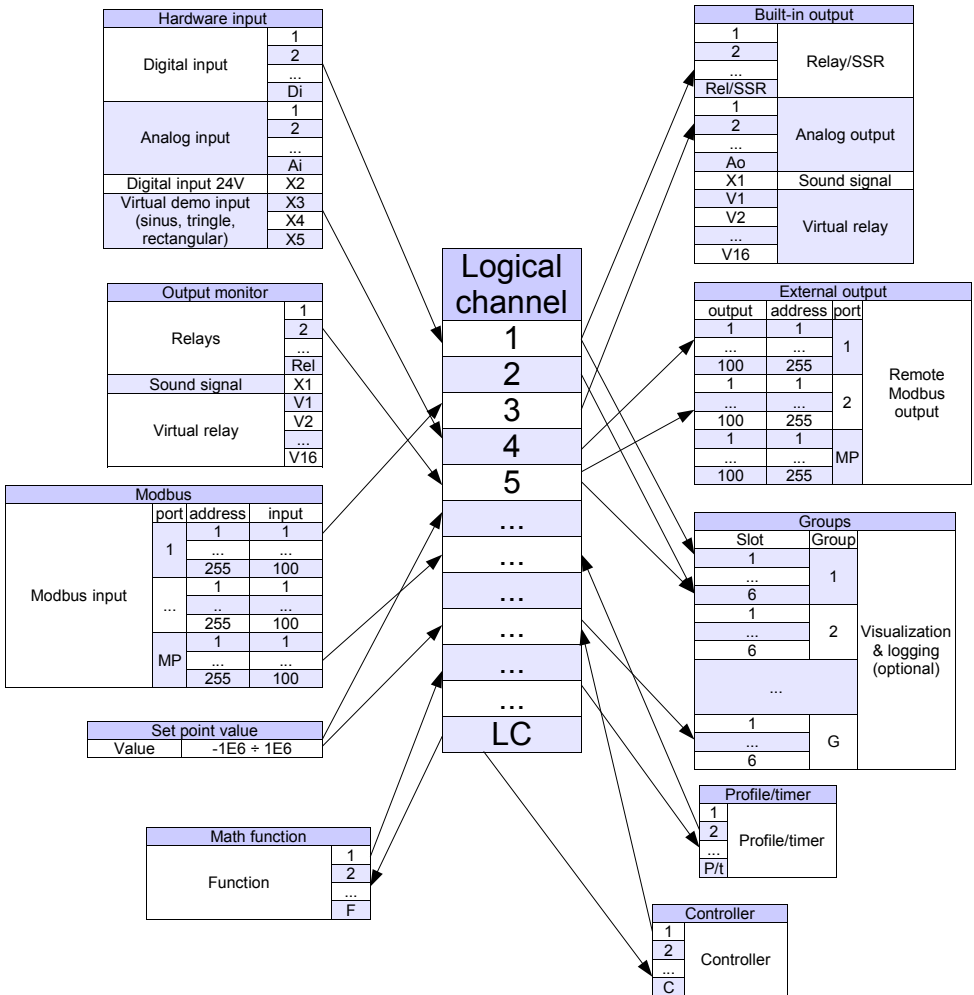 Hardware input
Digital input
1
2
...
Di
Analog input
1
2
...
Ai
Digital input 24V X2
Virtual demo input
(sinus, tringle,
rectangular)
X3
X4
X5
Output monitor
Relays
1
2
...
Rel
Sound signal X1
Virtual relay
V1
V2
...
V16
Modbus
port address input
Modbus input
1
1 1
... ...
255 100
...
1 1
.. ...
255 100
MP
1 1
... ...
255 100
Set point value
Value -1E6 ÷ 1E6
Math function
Function
1
2
...
F
Logical
channel
1
2
3
4
5
...
...
...
...
...
...
LC
Built-in output
1
2
...
Rel/SSR
Relay/SSR
1
2
...
Ao
Analog output
X1 Sound signal
V1
V2
...
V16
Virtual relay
External output
output address port
1 1
... ...
100 255
1
1 1
... ...
100 255
2
1 1
... ...
100 255
MP
Remote
Modbus
output
Groups
Slot Group
1
...
6
1
1
...
6
2
...
1
...
6
G
Visualization
& logging
(optional)
Profile/timer
1
2
...
P/t
Profile/timer
Controller
1
2
...
C
Controller